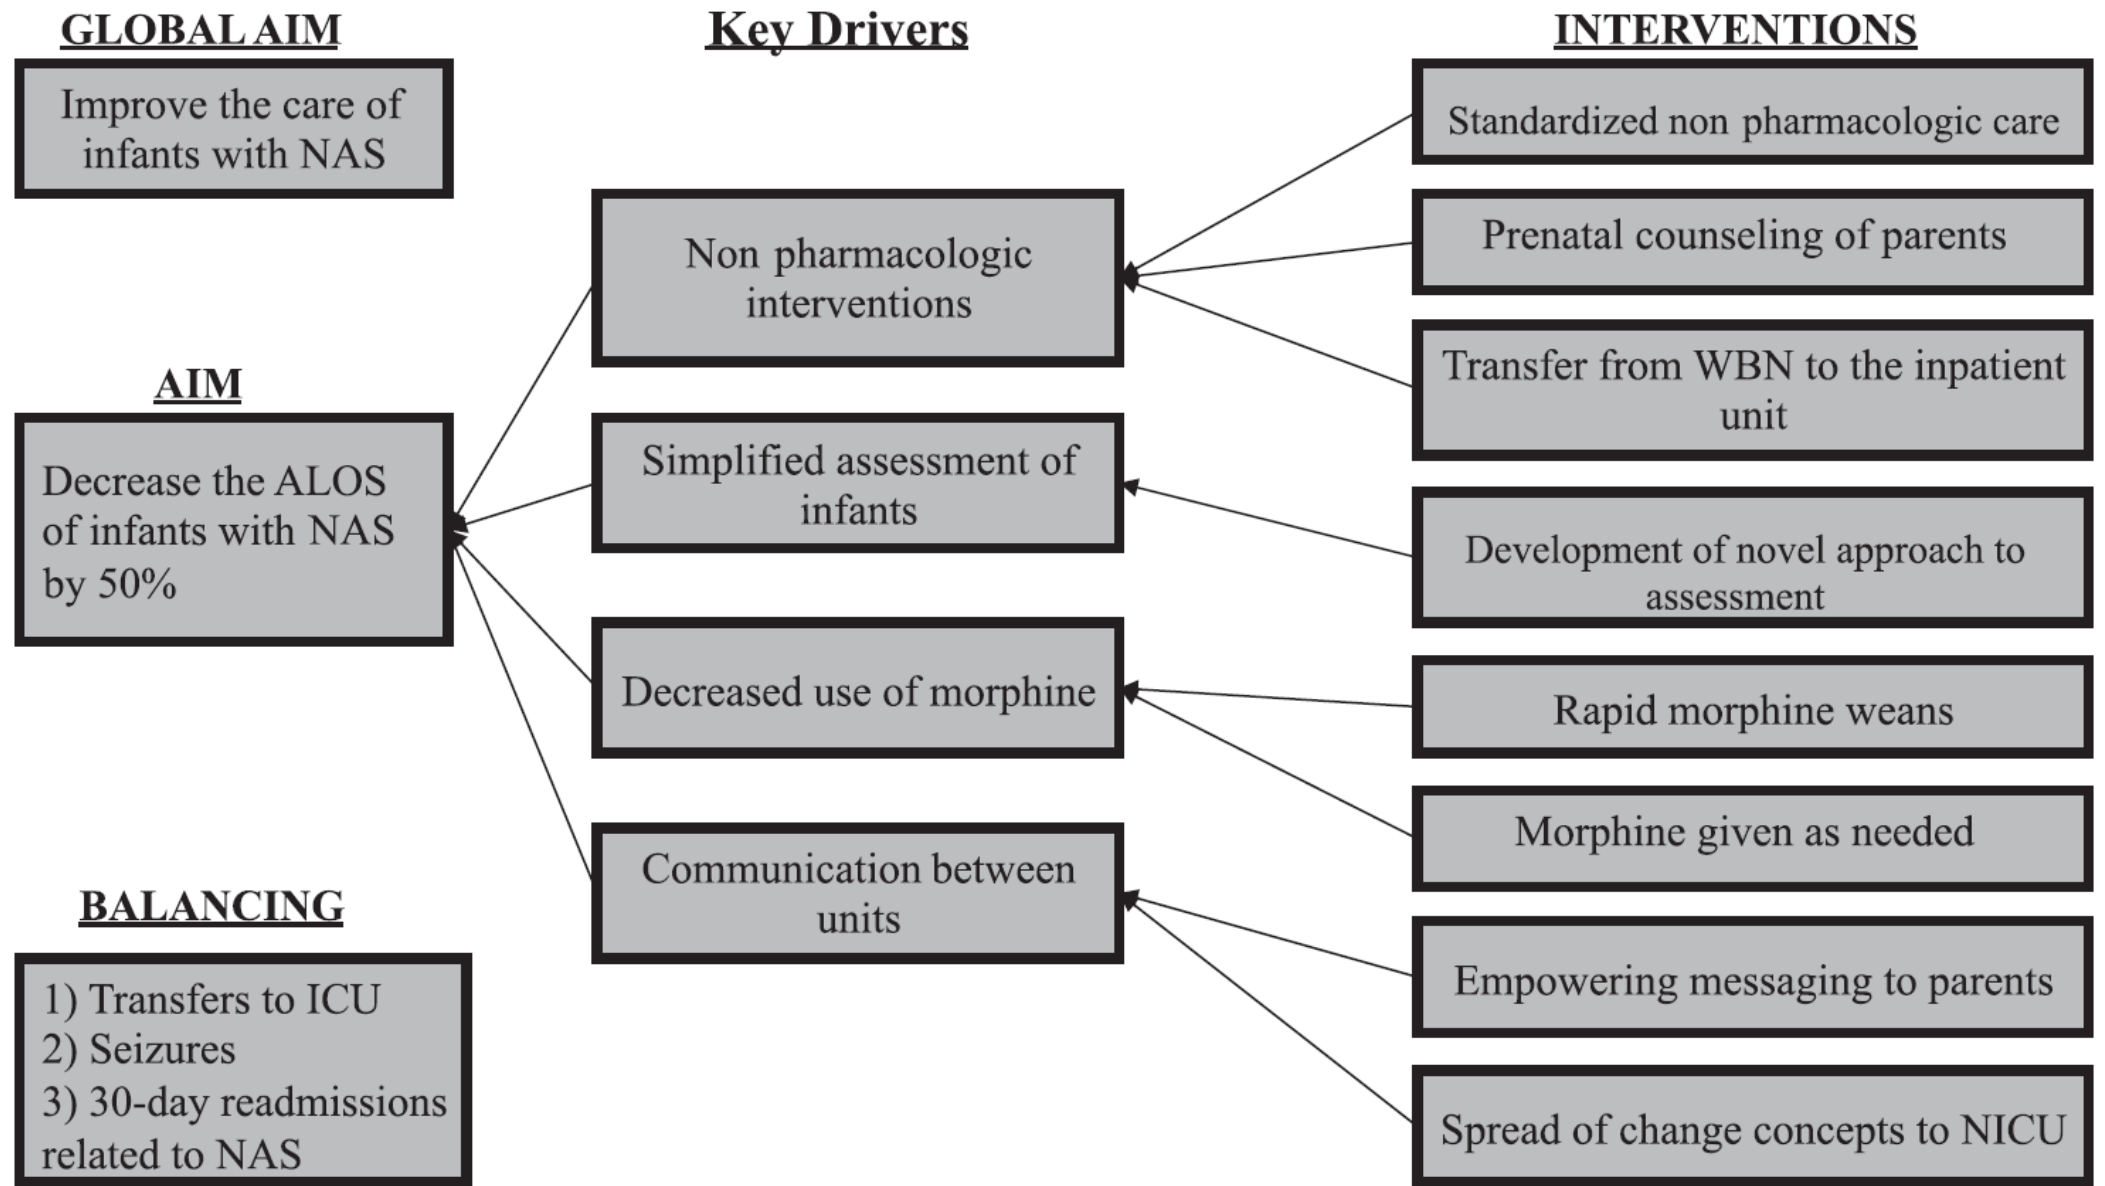 GLOBAL AIM
Improve the care of
infants with NAS
AIM
Decrease the ALOS
of infants with NAS
by 50%
BALANCING
1) Transfers to ICU
2) Seizures
3) 30-day readmissions
related to NAS
Key Drivers
Non pharmacologic
interventions
Simplified assessment of
infants
Decreased use of morphine
Communication between
units
INTERVENTIONS
Standardized non pharmacologic care
Prenatal counseling of parents
Transfer from WBN to the inpatient
unit
Development of novel approach to
assessment
Rapid morphine weans
Morphine given as needed
Empowering messaging to parents
Spread of change concepts to NICU